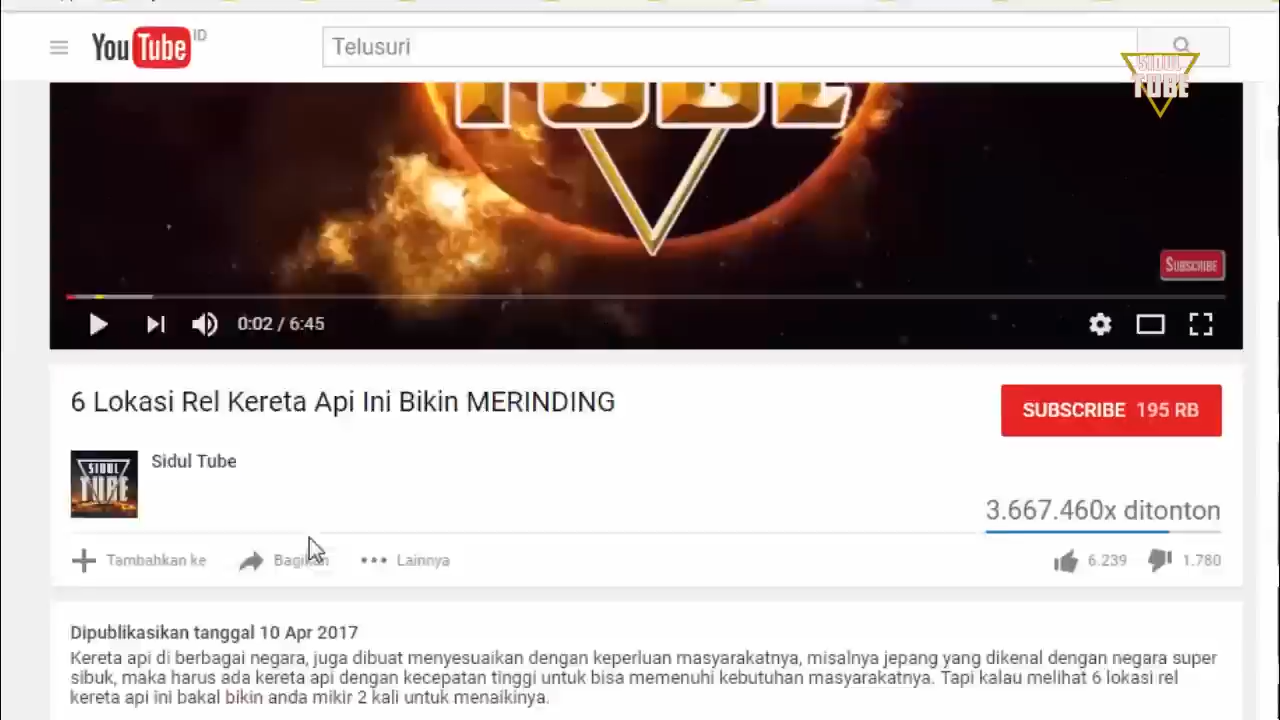 YouTube ID
Telusuri
SIDUL
TUBE
TUBE
SUBSCRIBE
0:02 / 6:45
6 Lokasi Rel Kereta Api Ini Bikin MERINDING
SUBSCRIBE 195 RB
SIDUL
TUBE
Sidul Tube
3.667.460x ditonton
Tambahkan ke
Bagikan
Lainnya
6.239
1.780
Dipublikasikan tanggal 10 Apr 2017
Kereta api di berbagai negara, juga dibuat menyesuaikan dengan keperluan masyarakatnya, misalnya jepang yang dikenal dengan negara super
sibuk, maka harus ada kereta api dengan kecepatan tinggi untuk bisa memenuhi kebutuhan masyarakatnya. Tapi kalau melihat 6 lokasi rel
kereta api ini bakal bikin anda mikir 2 kali untuk menaikinya.